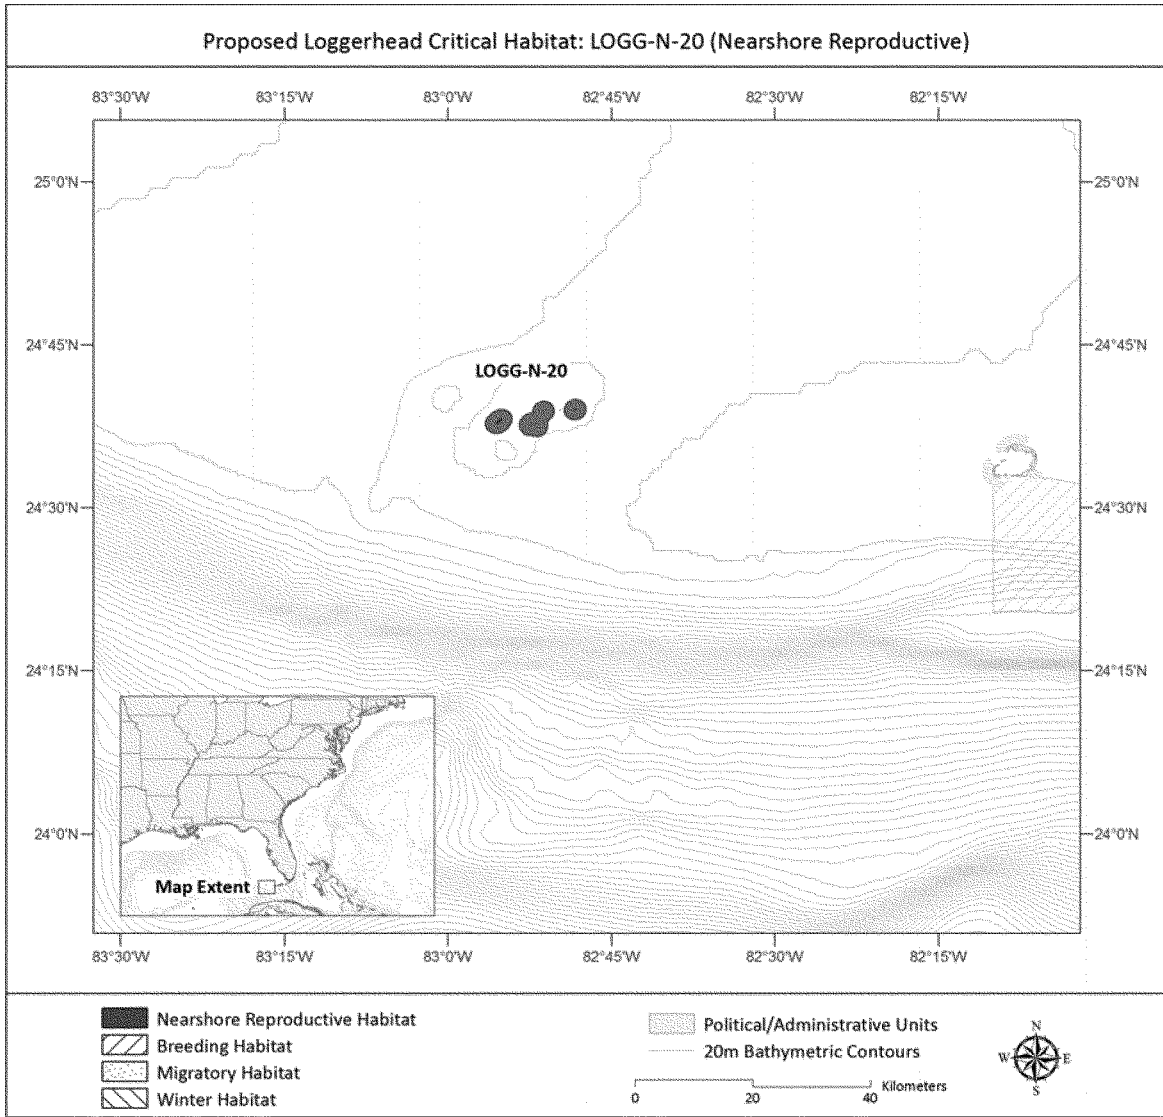 Proposed Loggerhead Critical Habitat: LOGG-N-20 (Nearshore Reproductive)
83°30'W 83°15'W 83°0'W 82°45'W 82°30'W 82°15'W
25°0'N 25°0'N
24°45'N 24°45'N
LOGG-N-20
24°30'N 24°30'N
24°15'N 24°15'N
24°0'N 24°0'N
Map Extent
83°30'W 83°15'W 83°0'W 82°45'W 82°30'W 82°15'W
Nearshore Reproductive Habitat
Breeding Habitat
Migratory Habitat
Winter Habitat
Political/Administrative Units
20m Bathymetric Contours
Kilometers
0 20 40
N
W E
S